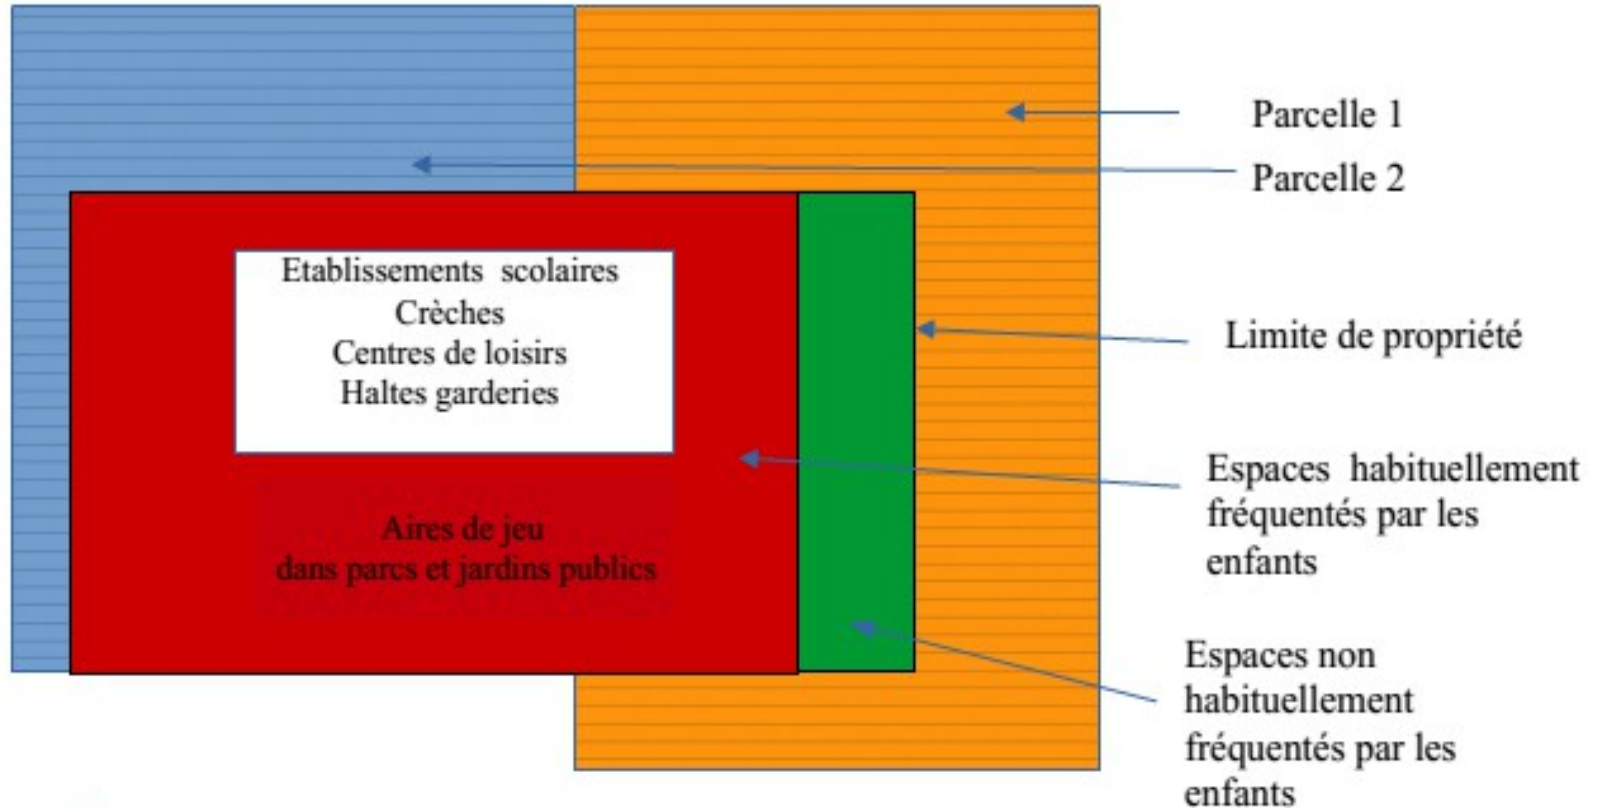 Parcelle 1
Parcelle 2
Etablissements scolaires
Crèches
Centres de loisirs
Haltes garderies
Limite de propriété
Espaces habituellement
fréquentés par les
enfants
Aires de jeu
dans parcs et jardins publics
Espaces non
habituellement
fréquentés par les
enfants